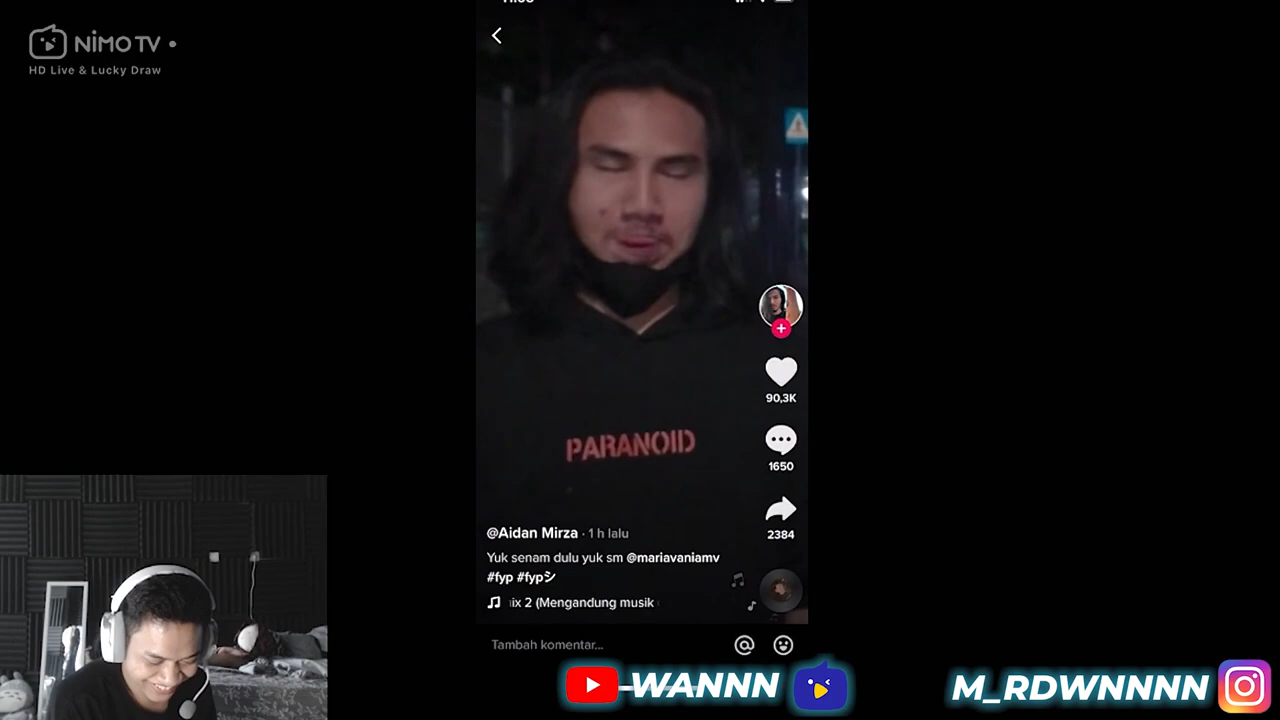 NIMO TV
HD Live & Lucky Draw
PARANOID
90,3K
1650
2384
@Aidan Mirza · 1 h lalu
Yuk senam dulu yuk sm @mariavaniamv
#fyp #fypシ
ix 2 (Mengandung musik
Tambah komentar...
WANNN
M_RDWNNNN